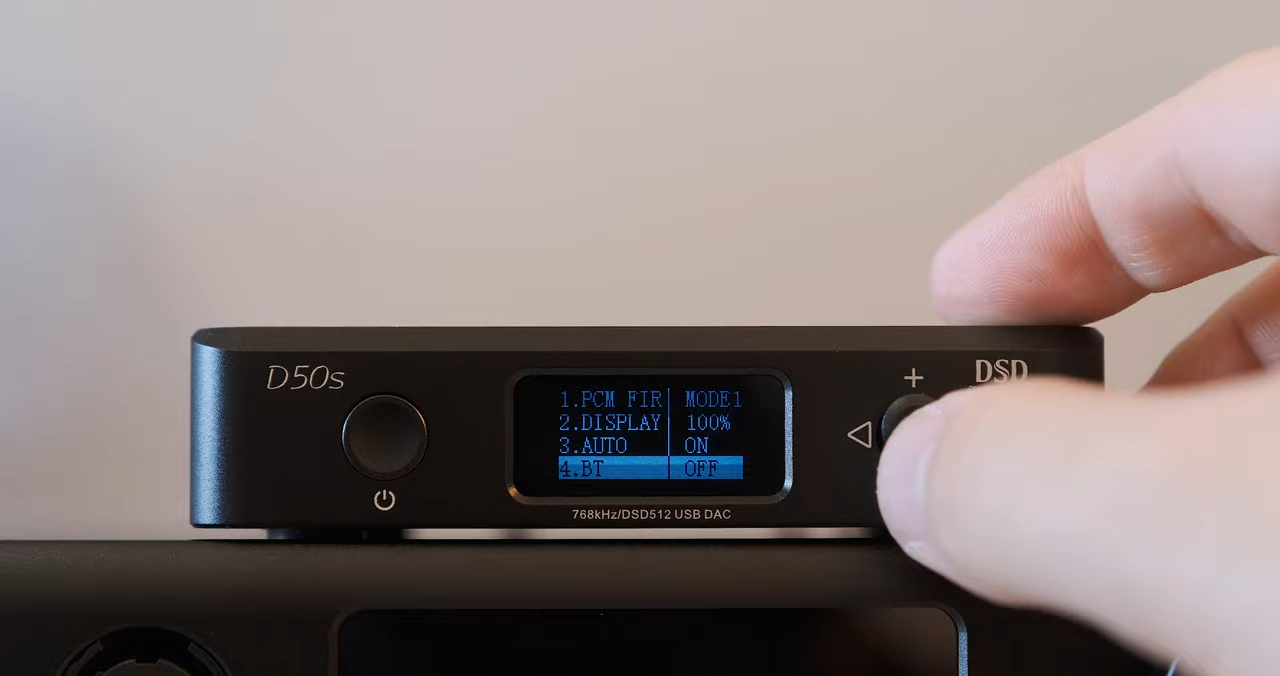 D50s
1.PCM FIR MODE1
2.DISPLAY 100%
3.AUTO ON
4.BT OFF
768kHz/DSD512 USB DAC
+
DSD